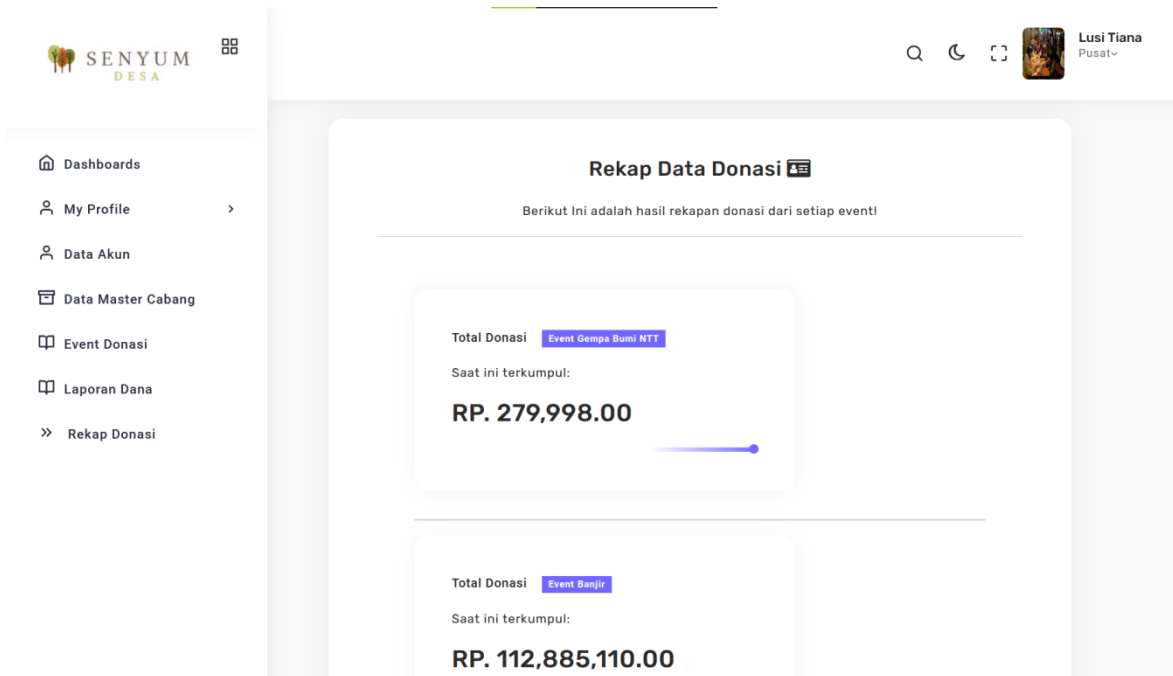 SENYUM
DESA
Lusi Tiana
Pusat
Dashboards
My Profile
Data Akun
Data Master Cabang
Event Donasi
Laporan Dana
Rekap Donasi
Rekap Data Donasi
Berikut Ini adalah hasil rekapan donasi dari setiap event!
Total Donasi Event Gempa Bumi NTT
Saat ini terkumpul:
RP. 279,998.00
Total Donasi Event Banjir
Saat ini terkumpul:
RP. 112,885,110.00